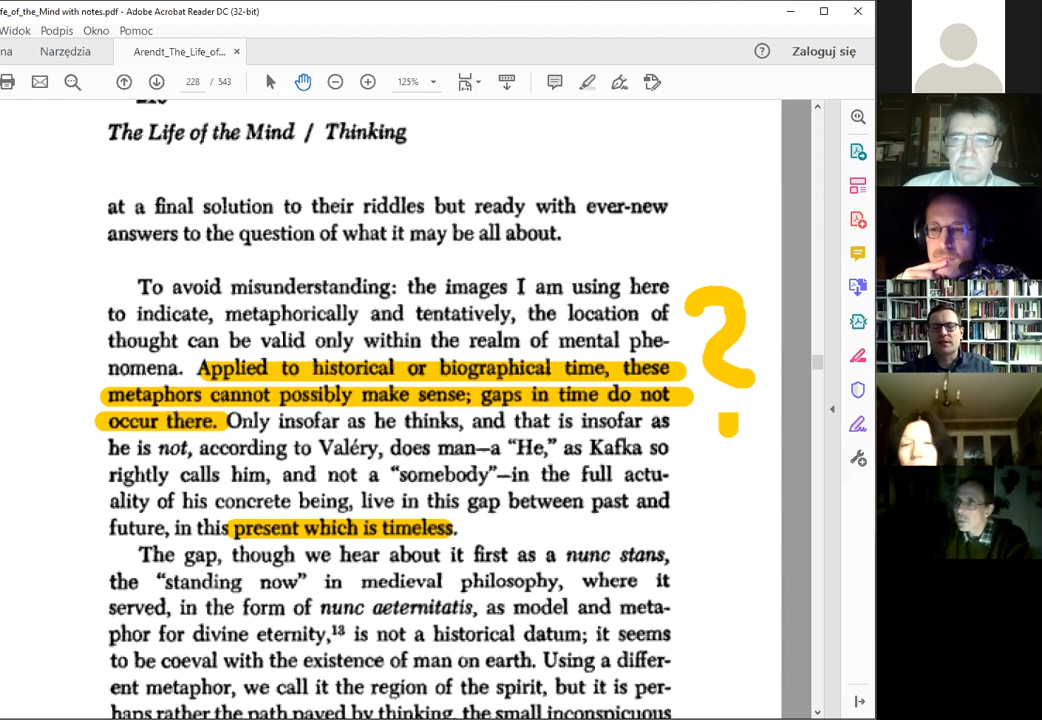 fe_of_the_Mind with notes.pdf - Adobe Acrobat Reader DC (32-bit)
Widok Podpis Okno Pomoc
na Narzędzia Arendt_The_Life_of_... × Zaloguj się
228 / 543 125%
The Life of the Mind / Thinking
at a final solution to their riddles but ready with ever-new
answers to the question of what it may be all about.
To avoid misunderstanding: the images I am using here
to indicate, metaphorically and tentatively, the location of
thought can be valid only within the realm of mental phe-
nomena. Applied to historical or biographical time, these
metaphors cannot possibly make sense; gaps in time do not
occur there. Only insofar as he thinks, and that is insofar as
he is not, according to Valéry, does man—a “He,” as Kafka so
rightly calls him, and not a “somebody”—in the full actu-
ality of his concrete being, live in this gap between past and
future, in this present which is timeless.
?
The gap, though we hear about it first as a nunc stans,
the “standing now” in medieval philosophy, where it
served, in the form of nunc aeternitatis, as model and meta-
phor for divine eternity,¹³ is not a historical datum; it seems
to be coeval with the existence of man on earth. Using a differ-
ent metaphor, we call it the region of the spirit, but it is per-
haps rather the path paved by thinking, the small inconspicuous